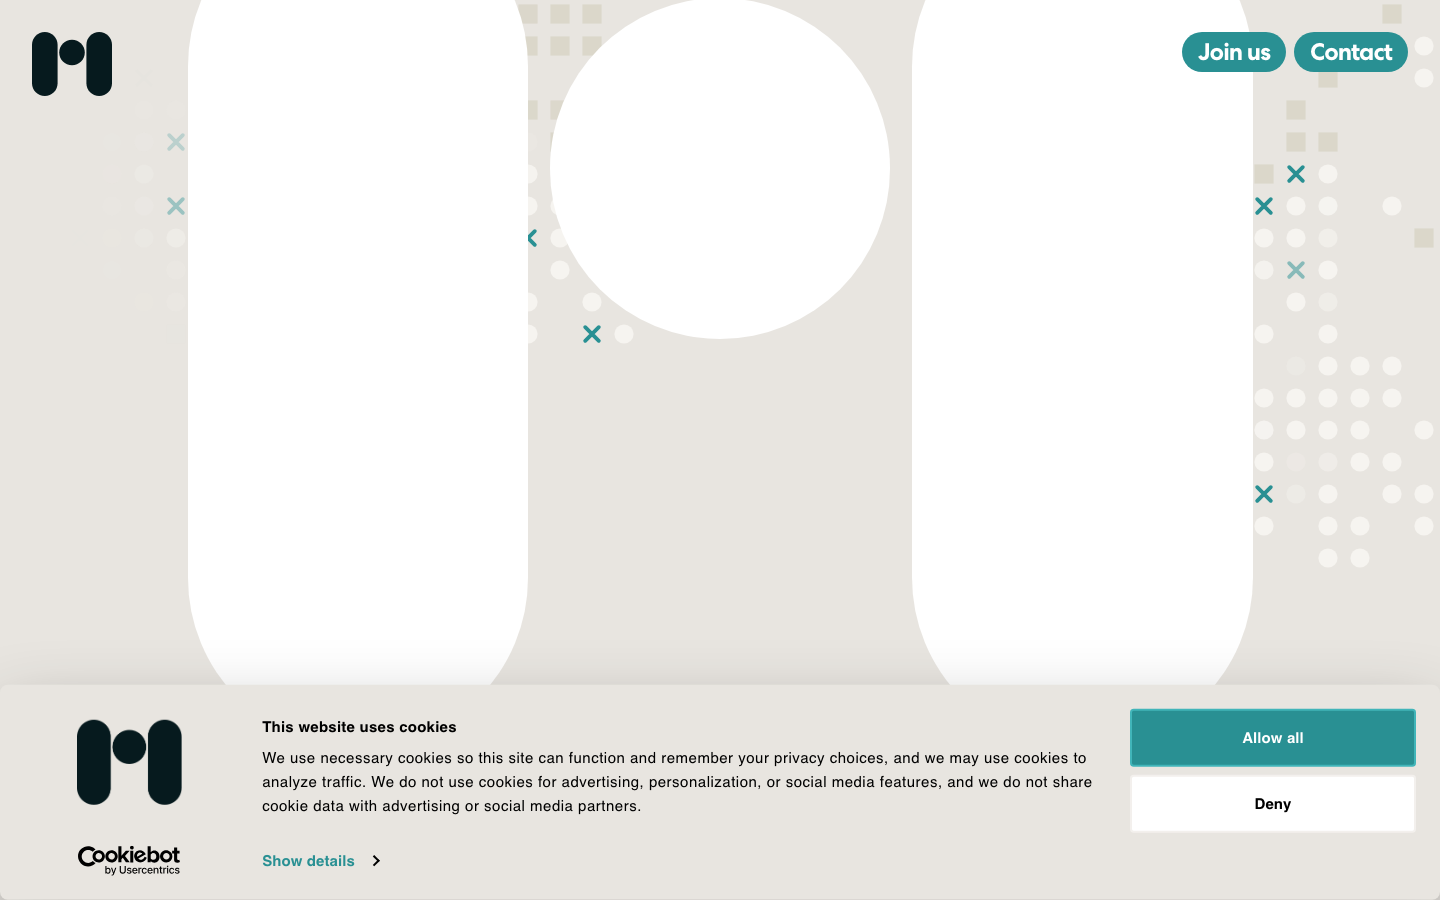 Join us
Contact
This website uses cookies
We use necessary cookies so this site can function and remember your privacy choices, and we may use cookies to
analyze traffic. We do not use cookies for advertising, personalization, or social media features, and we do not share
cookie data with advertising or social media partners.
Show details
Allow all
Deny
Cookiebot
by Usercentrics